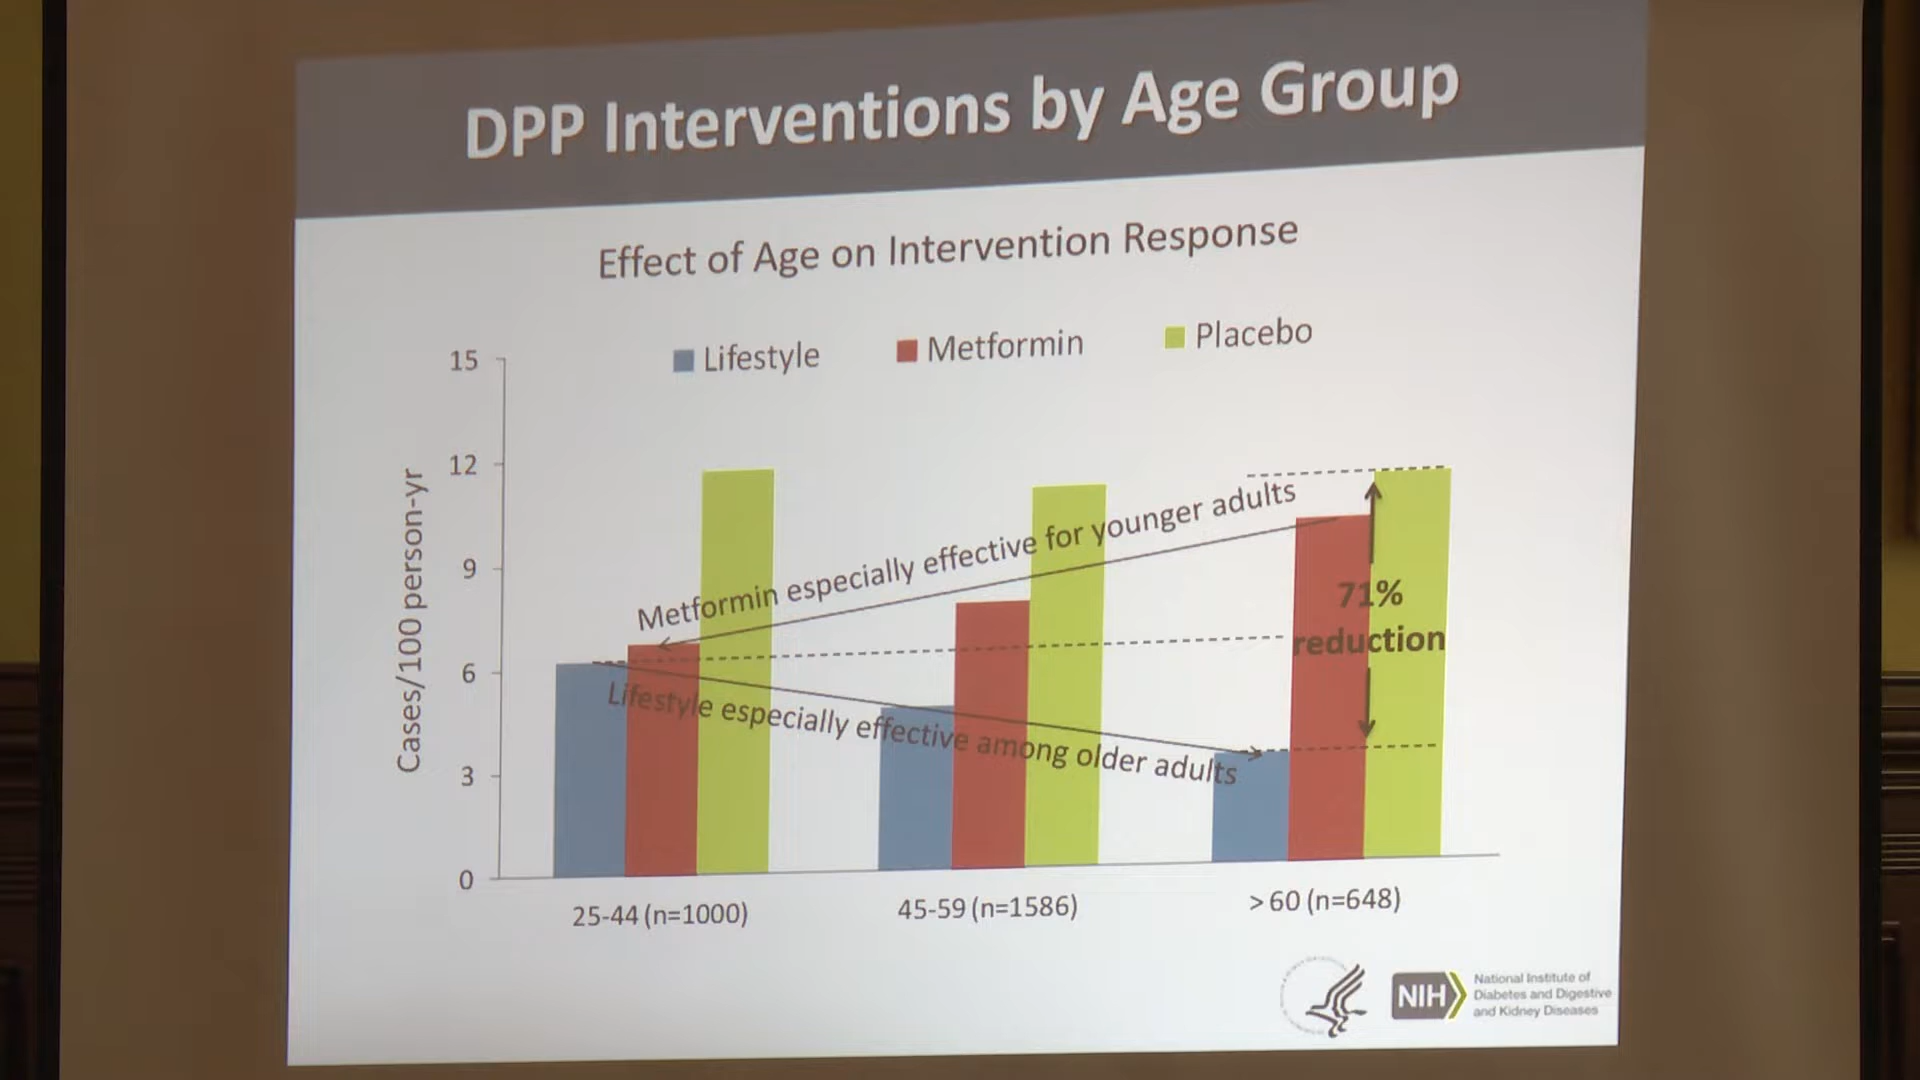 DPP Interventions by Age Group
Effect of Age on Intervention Response
Lifestyle
Metformin
Placebo
15
12
9
6
3
0
Cases/100 person-yr
Metformin especially effective for younger adults
Lifestyle especially effective among older adults
71%
reduction
25-44 (n=1000)
45-59 (n=1586)
> 60 (n=648)
NIH
National Institute of
Diabetes and Digestive
and Kidney Diseases